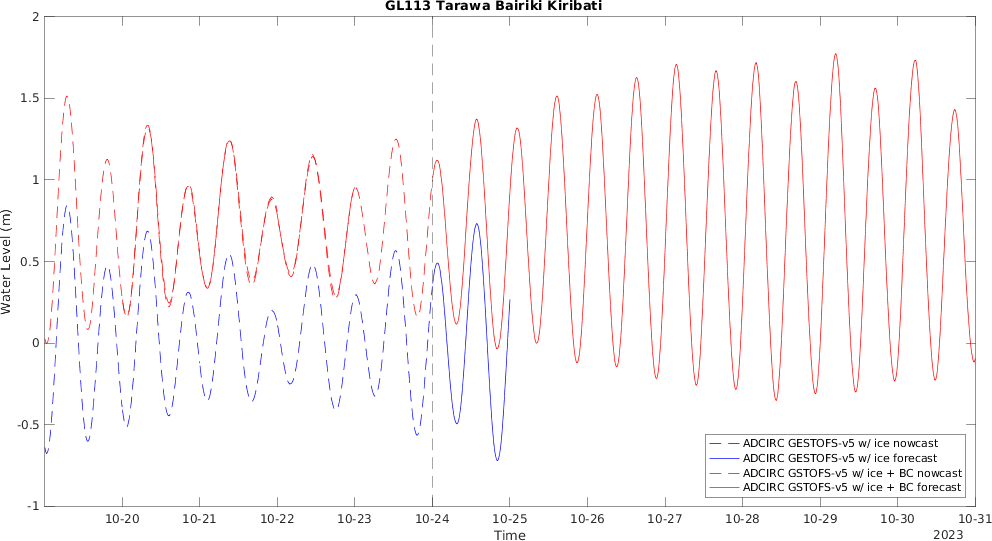 GL113 Tarawa Bairiki Kiribati
2
1.5
1
0.5
0
-0.5
-1
Water Level (m)
ADCIRC GESTOFS-v5 w/ ice nowcast
ADCIRC GESTOFS-v5 w/ ice forecast
ADCIRC GSTOFS-v5 w/ ice + BC nowcast
ADCIRC GSTOFS-v5 w/ ice + BC forecast
10-20 10-21 10-22 10-23 10-24 10-25 10-26 10-27 10-28 10-29 10-30 10-31
Time
2023